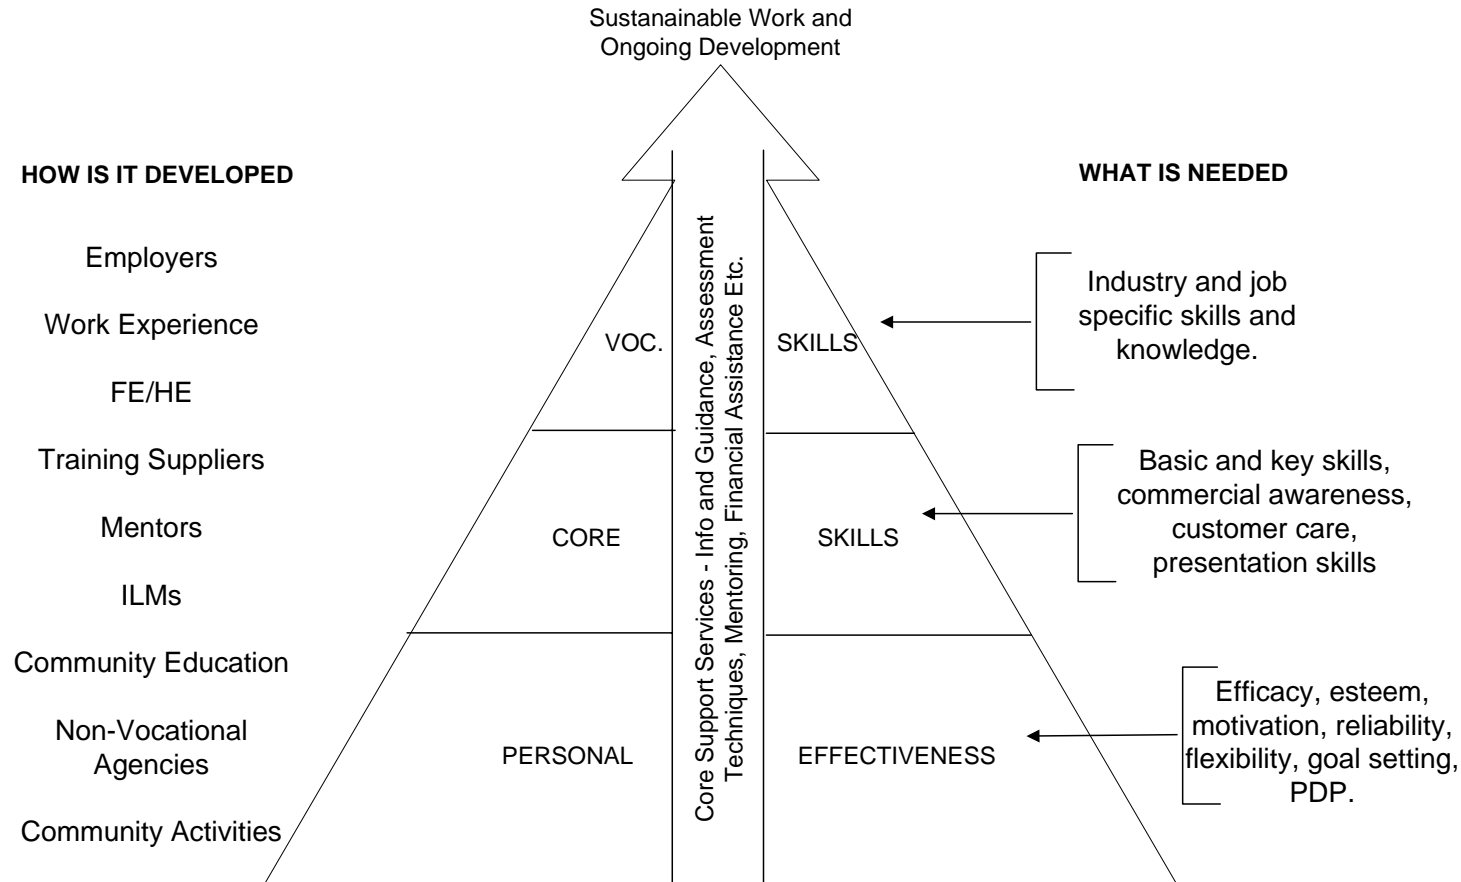 Sustanainable Work and
Ongoing Development
HOW IS IT DEVELOPED
Employers
Work Experience
FE/HE
Training Suppliers
Mentors
ILMs
Community Education
Non-Vocational
Agencies
Community Activities
VOC.
SKILLS
CORE
SKILLS
PERSONAL
EFFECTIVENESS
Core Support Services - Info and Guidance, Assessment
Techniques, Mentoring, Financial Assistance Etc.
WHAT IS NEEDED
Industry and job
specific skills and
knowledge.
Basic and key skills,
commercial awareness,
customer care,
presentation skills
Efficacy, esteem,
motivation, reliability,
flexibility, goal setting,
PDP.